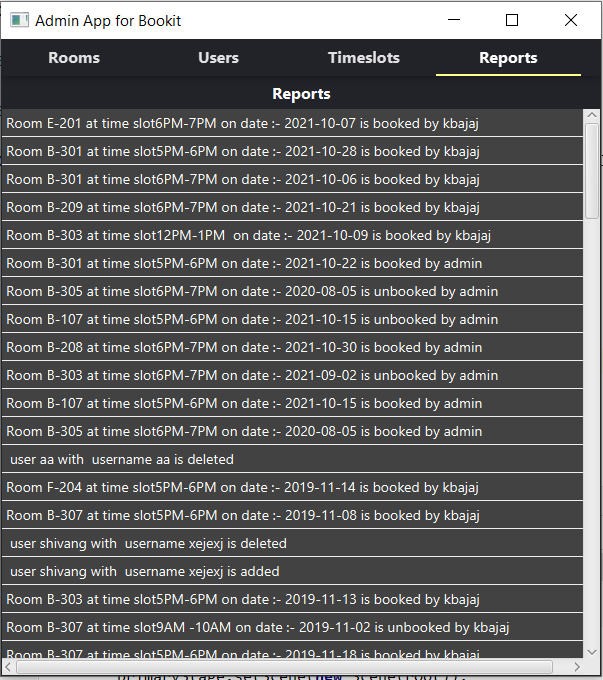 Admin App for Bookit
Rooms Users Timeslots Reports
Reports
Room E-201 at time slot6PM-7PM on date :- 2021-10-07 is booked by kbajaj
Room B-301 at time slot5PM-6PM on date :- 2021-10-28 is booked by kbajaj
Room B-301 at time slot6PM-7PM on date :- 2021-10-06 is booked by kbajaj
Room B-209 at time slot6PM-7PM on date :- 2021-10-21 is booked by kbajaj
Room B-303 at time slot12PM-1PM  on date :- 2021-10-09 is booked by kbajaj
Room B-301 at time slot5PM-6PM on date :- 2021-10-22 is booked by admin
Room B-305 at time slot6PM-7PM on date :- 2020-08-05 is unbooked by admin
Room B-107 at time slot5PM-6PM on date :- 2021-10-15 is unbooked by admin
Room B-208 at time slot6PM-7PM on date :- 2021-10-30 is booked by admin
Room B-303 at time slot6PM-7PM on date :- 2021-09-02 is unbooked by admin
Room B-107 at time slot5PM-6PM on date :- 2021-10-15 is booked by admin
Room B-305 at time slot6PM-7PM on date :- 2020-08-05 is booked by admin
user aa with  username aa is deleted
Room F-204 at time slot5PM-6PM on date :- 2019-11-14 is booked by kbajaj
Room B-307 at time slot5PM-6PM on date :- 2019-11-08 is booked by kbajaj
user shivang with  username xejexj is deleted
user shivang with  username xejexj is added
Room B-303 at time slot5PM-6PM on date :- 2019-11-13 is booked by kbajaj
Room B-307 at time slot9AM -10AM on date :- 2019-11-02 is unbooked by kbajaj
Room B-307 at time slot5PM-6PM on date :- 2019-11-18 is booked by kbajaj
primaryStage.setScene(new Scene(root));